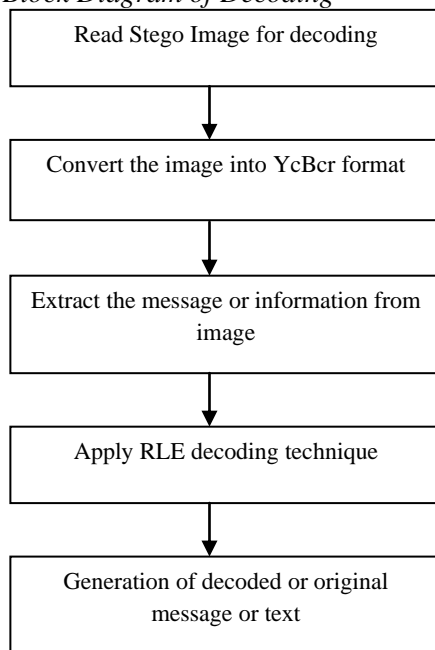 Block Diagram of Decoding
Read Stego Image for decoding
Convert the image into YcBcr format
Extract the message or information from
image
Apply RLE decoding technique
Generation of decoded or original
message or text